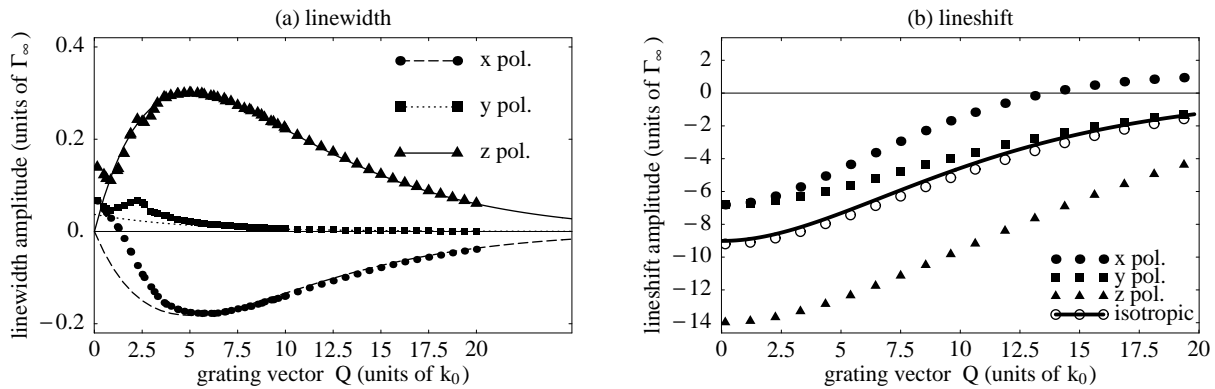 (a) linewidth
linewidth amplitude (units of Γ∞)
0.4
0.2
0.
−0.2
x pol.
y pol.
z pol.
0 2.5 5 7.5 10 12.5 15 17.5 20
grating vector Q (units of k0)
(b) lineshift
lineshift amplitude (units of Γ∞)
2
0
−2
−4
−6
−8
−10
−12
−14
x pol.
y pol.
z pol.
isotropic
0 2.5 5 7.5 10 12.5 15 17.5 20
grating vector Q (units of k0)